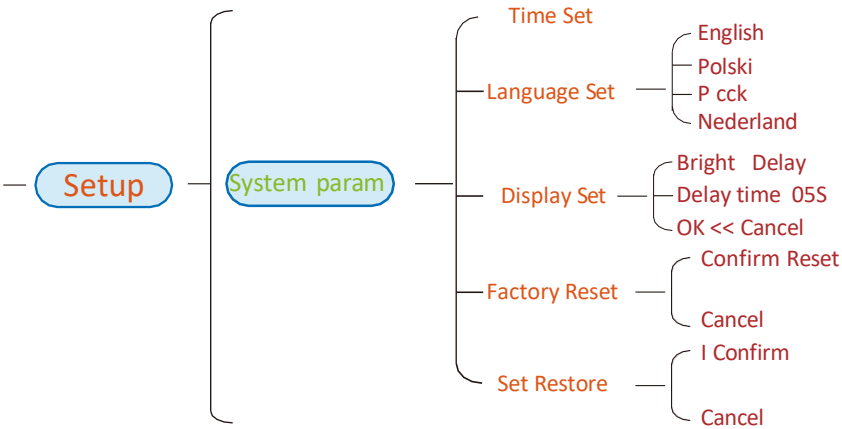 Setup
System param
Time Set
Language Set
English
Polski
P cck
Nederland
Display Set
Bright Delay
Delay time 05S
OK << Cancel
Factory Reset
Confirm Reset
Cancel
Set Restore
I Confirm
Cancel